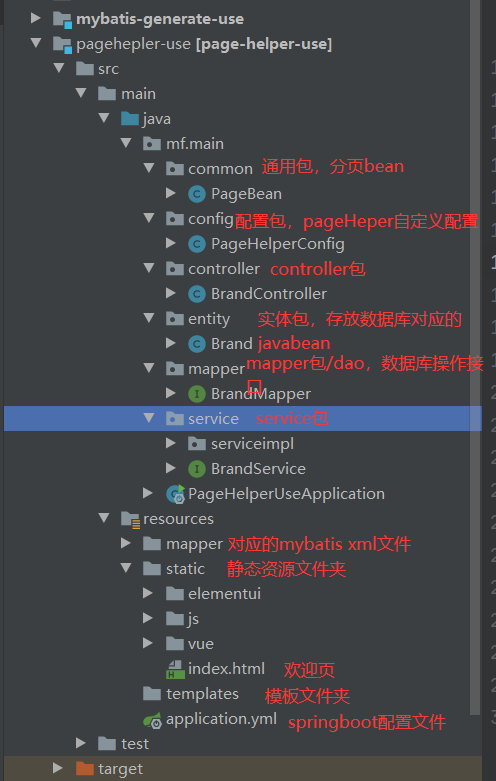 mybatis-generate-use
pagehepler-use [page-helper-use]
src
main
java
mf.main
common 通用包，分页bean
PageBean
config 配置包，pageHeper自定义配置
PageHelperConfig
controller controller包
BrandController
entity 实体包，存放数据库对应的
Brand javabean
mapper mapper包/dao，数据库操作接
口
BrandMapper
service service包
serviceimpl
BrandService
PageHelperUseApplication
resources
mapper 对应的mybatis xml文件
static 静态资源文件夹
elementui
js
vue
index.html 欢迎页
templates 模板文件夹
application.yml springboot配置文件
test
target